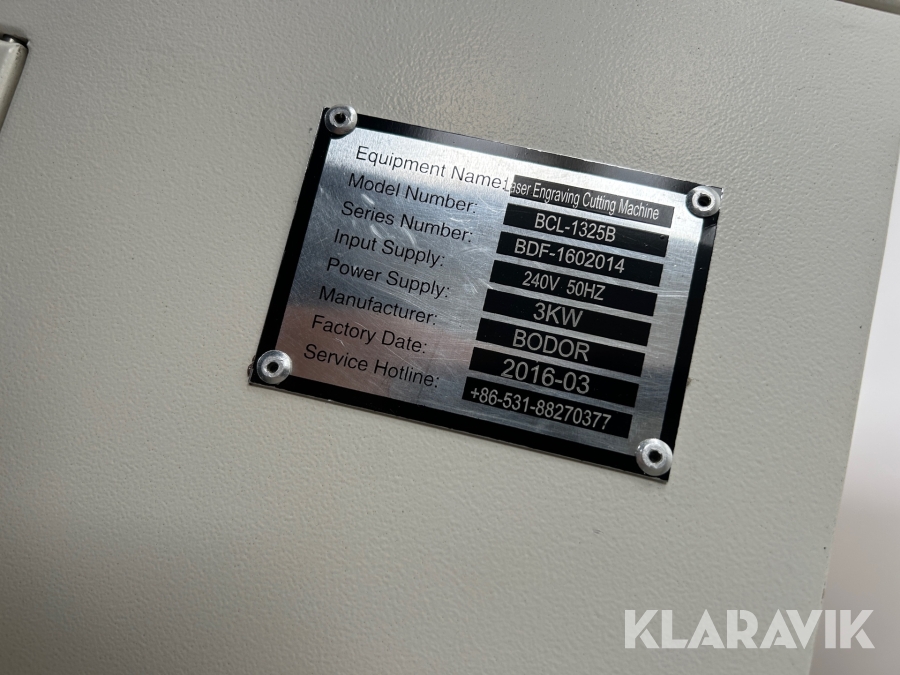 Equipment Name: Laser Engraving Cutting Machine
Model Number: BCL-1325B
Series Number: BDF-1602014
Input Supply: 240V 50HZ
Power Supply: 3KW
Manufacturer: BODOR
Factory Date: 2016-03
Service Hotline: +86-531-88270377
KLARAVIK